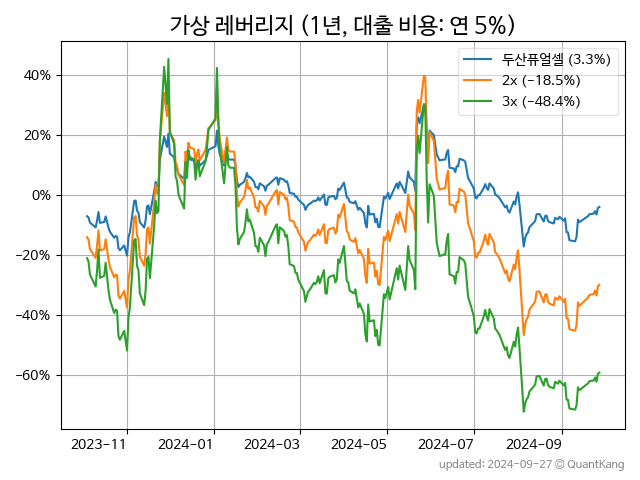 가상 레버리지 (1년, 대출 비용: 연 5%)
두산퓨얼셀 (3.3%)
2x (−18.5%)
3x (−48.4%)
40%
20%
0%
−20%
−40%
−60%
2023-11
2024-01
2024-03
2024-05
2024-07
2024-09
updated: 2024-09-27 © QuantKang